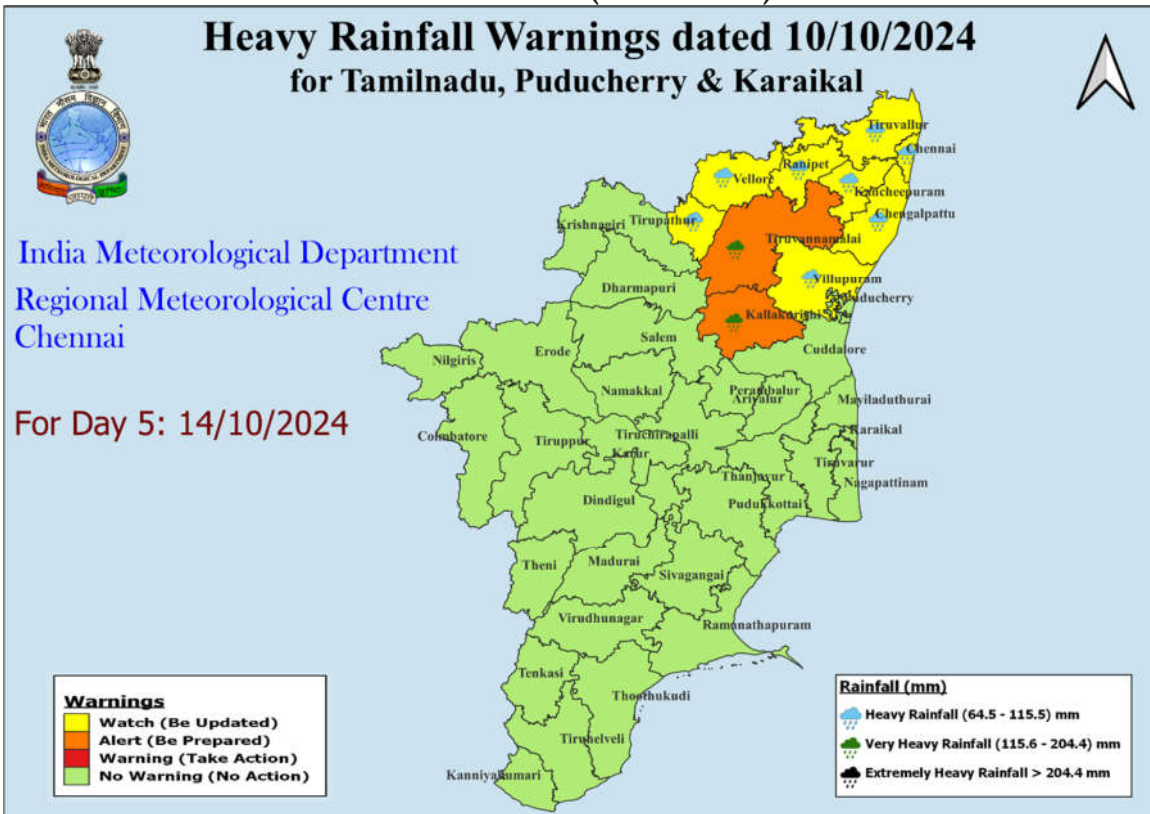 Heavy Rainfall Warnings dated 10/10/2024
for Tamilnadu, Puducherry & Karaikal
India Meteorological Department
Regional Meteorological Centre
Chennai
For Day 5: 14/10/2024
Tiruvallur
Chennai
Ranipet
Vellore
Kancheepuram
Chengalpattu
Krishnagiri
Tirupathur
Tiruvannamalai
Villupuram
Dharmapuri
Puducherry
Kallakurishi
Salem
Cuddalore
Erode
Nilgiris
Namakkal
Perambalur
Ariyalur
Mayiladuthurai
Coimbatore
Tiruppur
Tiruchirapalli
Karaikal
Karur
Tiruvarur
Thanjavur
Nagapattinam
Dindigul
Pudukkottai
Theni
Madurai
Sivagangai
Virudhunagar
Ramanathapuram
Tenkasi
Thoothukudi
Tirunelveli
Kanniyakumari
Warnings
Watch (Be Updated)
Alert (Be Prepared)
Warning (Take Action)
No Warning (No Action)
Rainfall (mm)
Heavy Rainfall (64.5 - 115.5) mm
Very Heavy Rainfall (115.6 - 204.4) mm
Extremely Heavy Rainfall > 204.4 mm